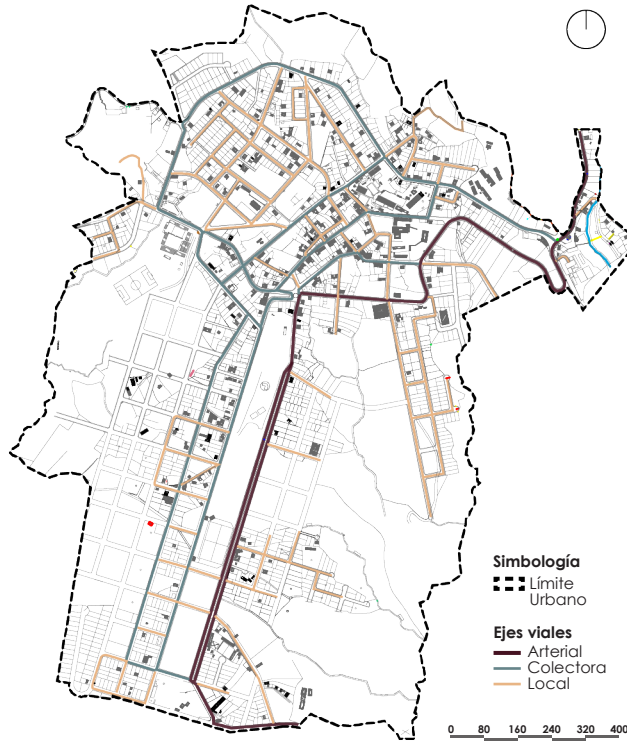 Simbología
Límite
Urbano
Ejes viales
Arterial
Colectora
Local
0 80 160 240 320 400